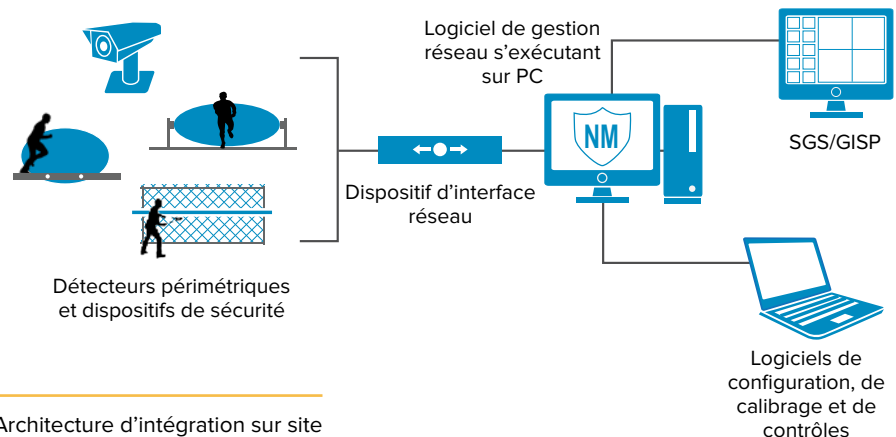 Logiciel de gestion
réseau s’exécutant
sur PC
NM
SGS/GISP
Dispositif d’interface
réseau
Détecteurs périmétriques
et dispositifs de sécurité
Logiciels de
configuration, de
calibrage et de
contrôles
Architecture d’intégration sur site